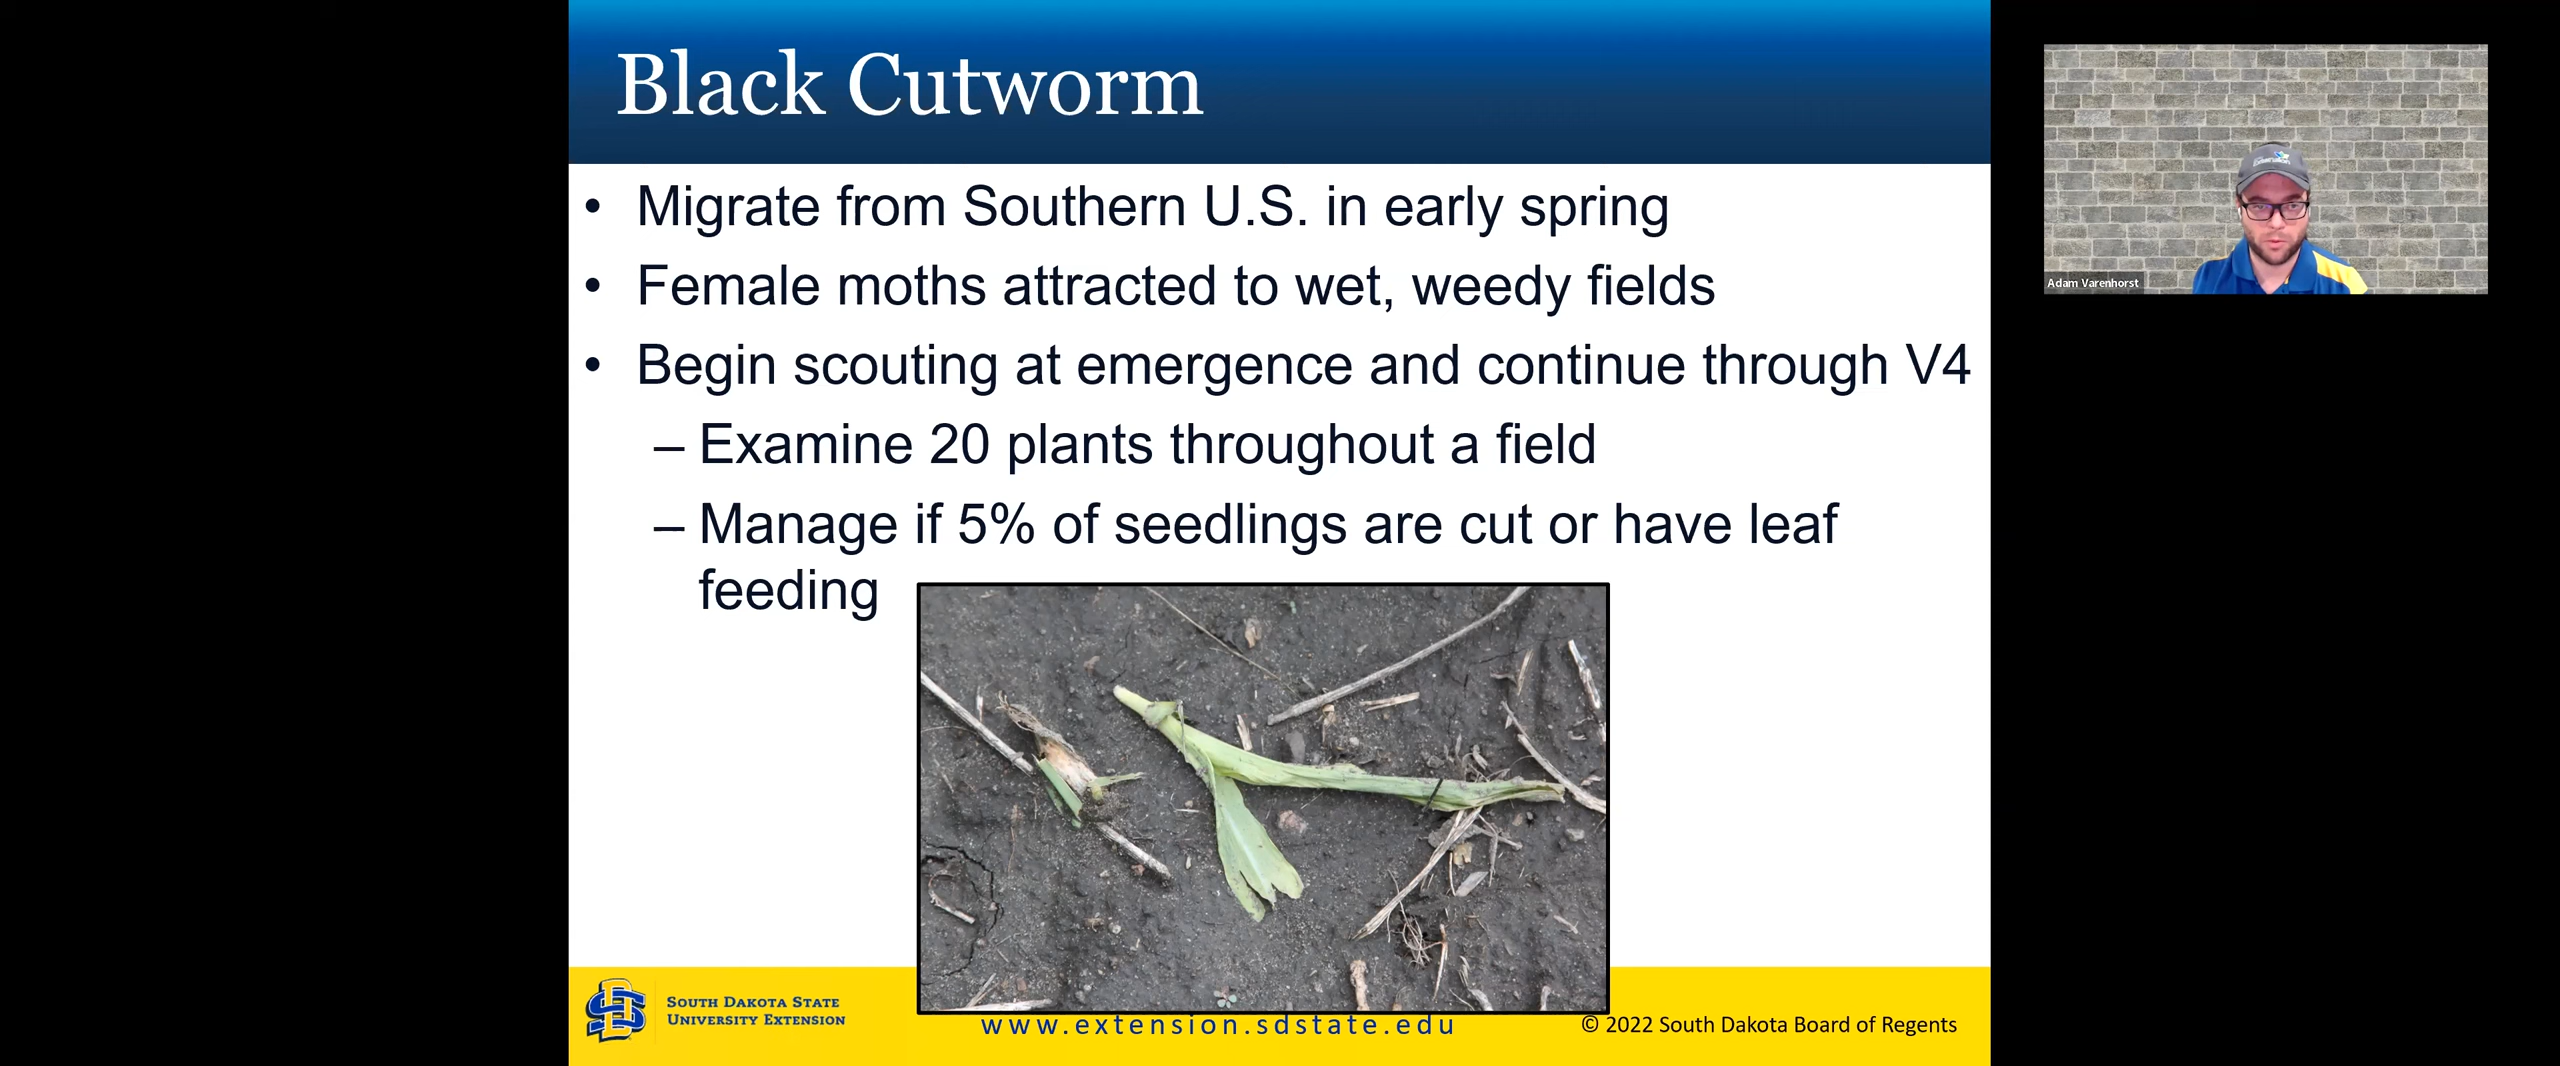 Black Cutworm
• Migrate from Southern U.S. in early spring
• Female moths attracted to wet, weedy fields
• Begin scouting at emergence and continue through V4
– Examine 20 plants throughout a field
– Manage if 5% of seedlings are cut or have leaf
feeding
SOUTH DAKOTA STATE
UNIVERSITY EXTENSION
www.extension.sdstate.edu
© 2022 South Dakota Board of Regents
Adam Varenhorst